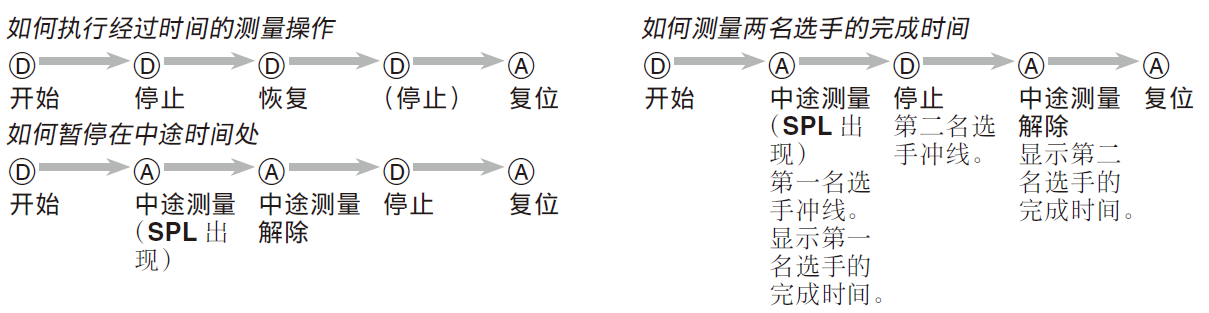 如何执行经过时间的测量操作
Ⓓ Ⓓ Ⓓ Ⓓ Ⓐ
开始 停止 恢复 （停止） 复位
如何暂停在中途时间处
Ⓓ Ⓐ Ⓐ Ⓓ Ⓐ
开始 中途测量 中途测量 停止 复位
（SPL 出 解除
现）
如何测量两名选手的完成时间
Ⓓ Ⓐ Ⓓ Ⓐ Ⓐ
开始 中途测量 停止 中途测量 复位
（SPL 出 第二名选 解除
现） 手冲线。 显示第二
第一名选 名选手的
手冲线。 完成时间。
显示第一
名选手的
完成时间。